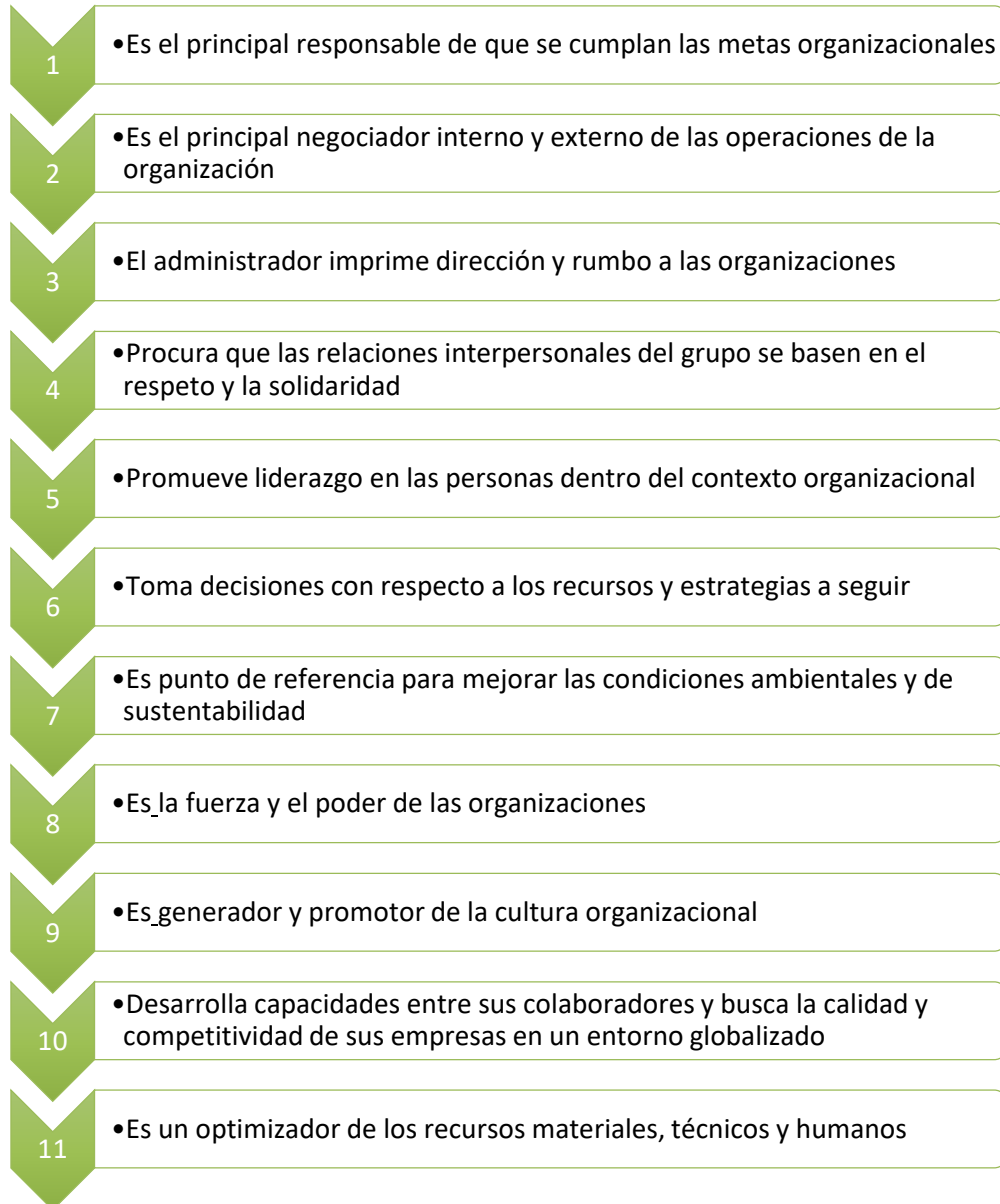 1
•Es el principal responsable de que se cumplan las metas organizacionales
2
•Es el principal negociador interno y externo de las operaciones de la
organización
3
•El administrador imprime dirección y rumbo a las organizaciones
4
•Procura que las relaciones interpersonales del grupo se basen en el
respeto y la solidaridad
5
•Promueve liderazgo en las personas dentro del contexto organizacional
6
•Toma decisiones con respecto a los recursos y estrategias a seguir
7
•Es punto de referencia para mejorar las condiciones ambientales y de
sustentabilidad
8
•Es la fuerza y el poder de las organizaciones
9
•Es generador y promotor de la cultura organizacional
10
•Desarrolla capacidades entre sus colaboradores y busca la calidad y
competitividad de sus empresas en un entorno globalizado
11
•Es un optimizador de los recursos materiales, técnicos y humanos